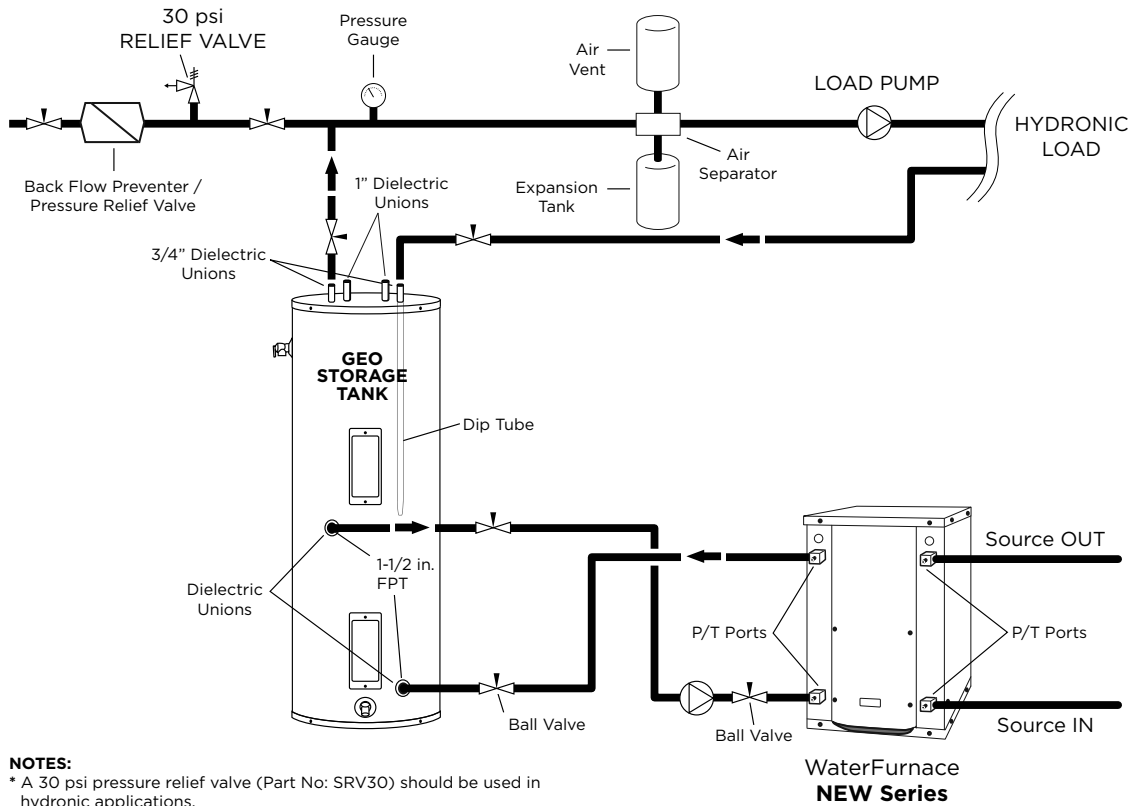 30 psi
RELIEF VALVE
Pressure
Gauge
Air
Vent
LOAD PUMP
HYDRONIC
LOAD
Back Flow Preventer /
Pressure Relief Valve
1” Dielectric
Unions
Expansion
Tank
Air
Separator
3/4” Dielectric
Unions
GEO
STORAGE
TANK
Dip Tube
Source OUT
1-1/2 in.
FPT
Dielectric
Unions
P/T Ports
P/T Ports
Ball Valve
Ball Valve
Source IN
WaterFurnace
NEW Series
NOTES:
* A 30 psi pressure relief valve (Part No: SRV30) should be used in
hydronic applications.